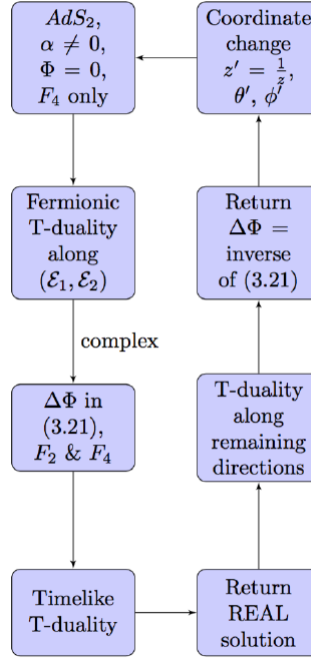 AdS₂,
α ≠ 0,
Φ = 0,
F₄ only
Fermionic
T-duality
along
(ℰ₁, ℰ₂)
complex
ΔΦ in
(3.21),
F₂ & F₄
Timelike
T-duality
Return
REAL
solution
T-duality
along
remaining
directions
Return
ΔΦ =
inverse
of (3.21)
Coordinate
change
z′ = 1/z,
θ′, φ′